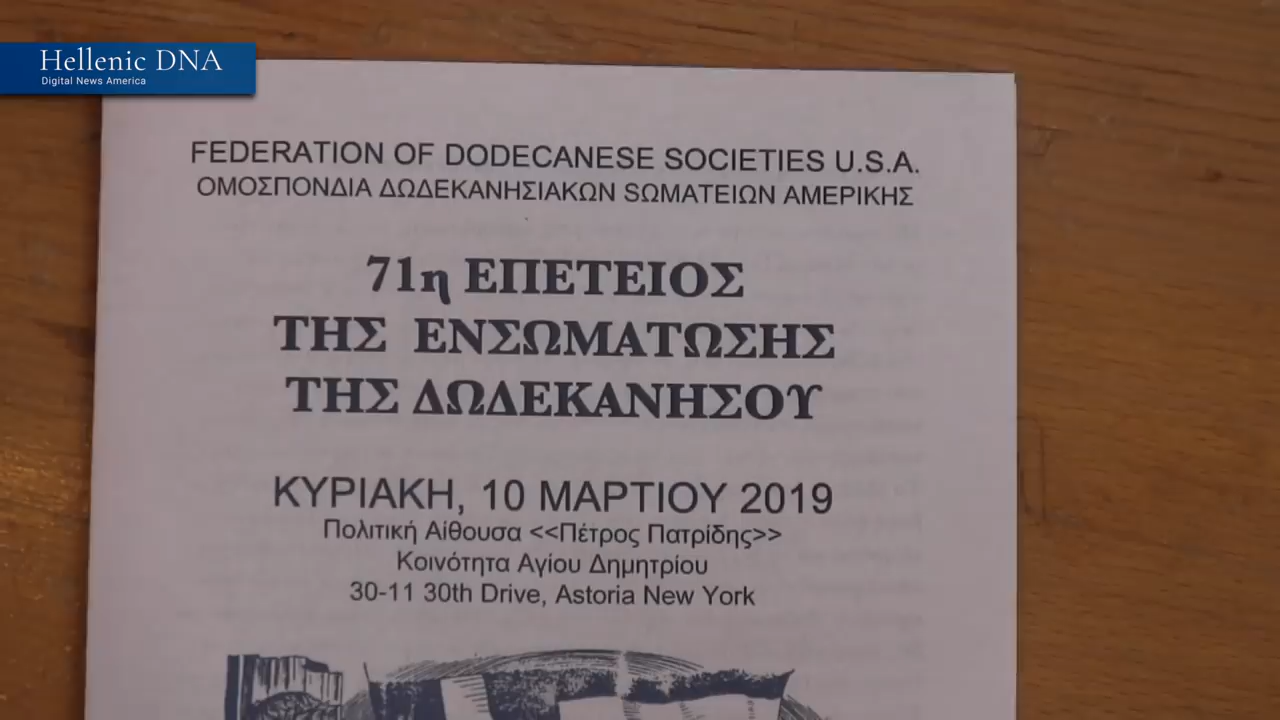 Hellenic DNA
Digital News America
FEDERATION OF DODECANESE SOCIETIES U.S.A.
ΟΜΟΣΠΟΝΔΙΑ ΔΩΔΕΚΑΝΗΣΙΑΚΩΝ SΩΜΑΤΕΙΩΝ ΑΜΕΡΙΚΗΣ
71η ΕΠΕΤΕΙΟΣ
ΤΗΣ ΕΝΣΩΜΑΤΩΣΗΣ
ΤΗΣ ΔΩΔΕΚΑΝΗΣΟΥ
ΚΥΡΙΑΚΗ, 10 ΜΑΡΤΙΟΥ 2019
Πολιτική Αίθουσα <<Πέτρος Πατρίδης>>
Κοινότητα Αγίου Δημητρίου
30-11 30th Drive, Astoria New York